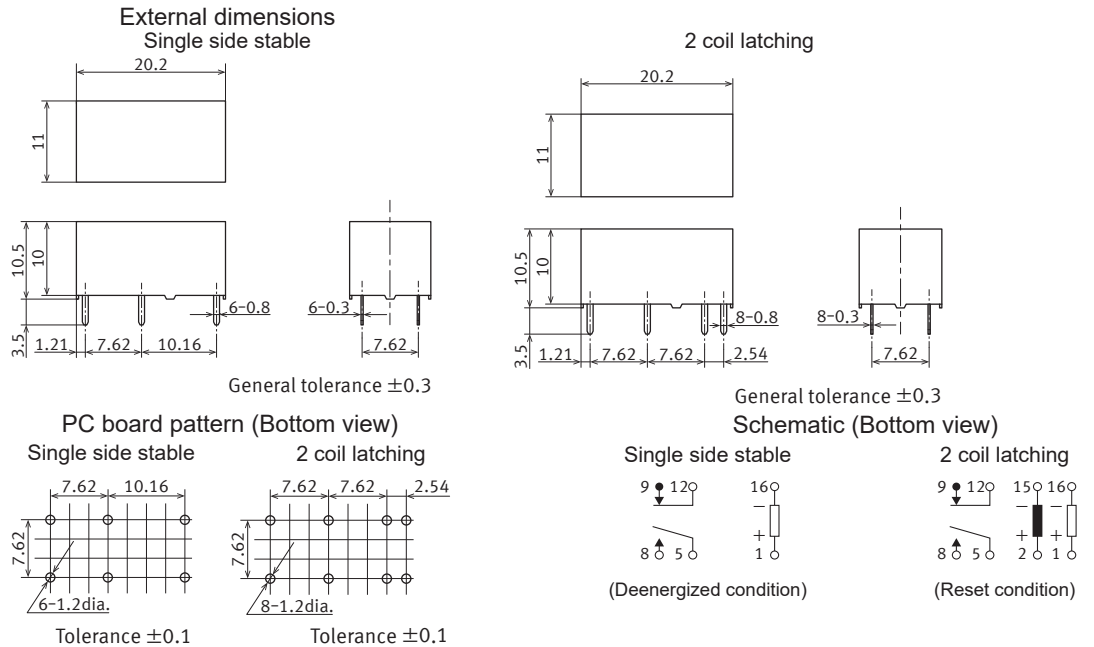 External dimensions
Single side stable
2 coil latching
20.2
11
10.5
10
3.5
1.21
7.62
10.16
6-0.8
6-0.3
7.62
General tolerance ±0.3
20.2
11
10.5
10
3.5
1.21
7.62
7.62
2.54
8-0.8
8-0.3
7.62
General tolerance ±0.3
PC board pattern (Bottom view)
Single side stable
7.62
10.16
7.62
6-1.2dia.
Tolerance ±0.1
2 coil latching
7.62
7.62
2.54
7.62
8-1.2dia.
Tolerance ±0.1
Schematic (Bottom view)
Single side stable
9 12 16
− +
8 5 1
(Deenergized condition)
2 coil latching
9 12 15 16
− + − +
8 5 2 1
(Reset condition)